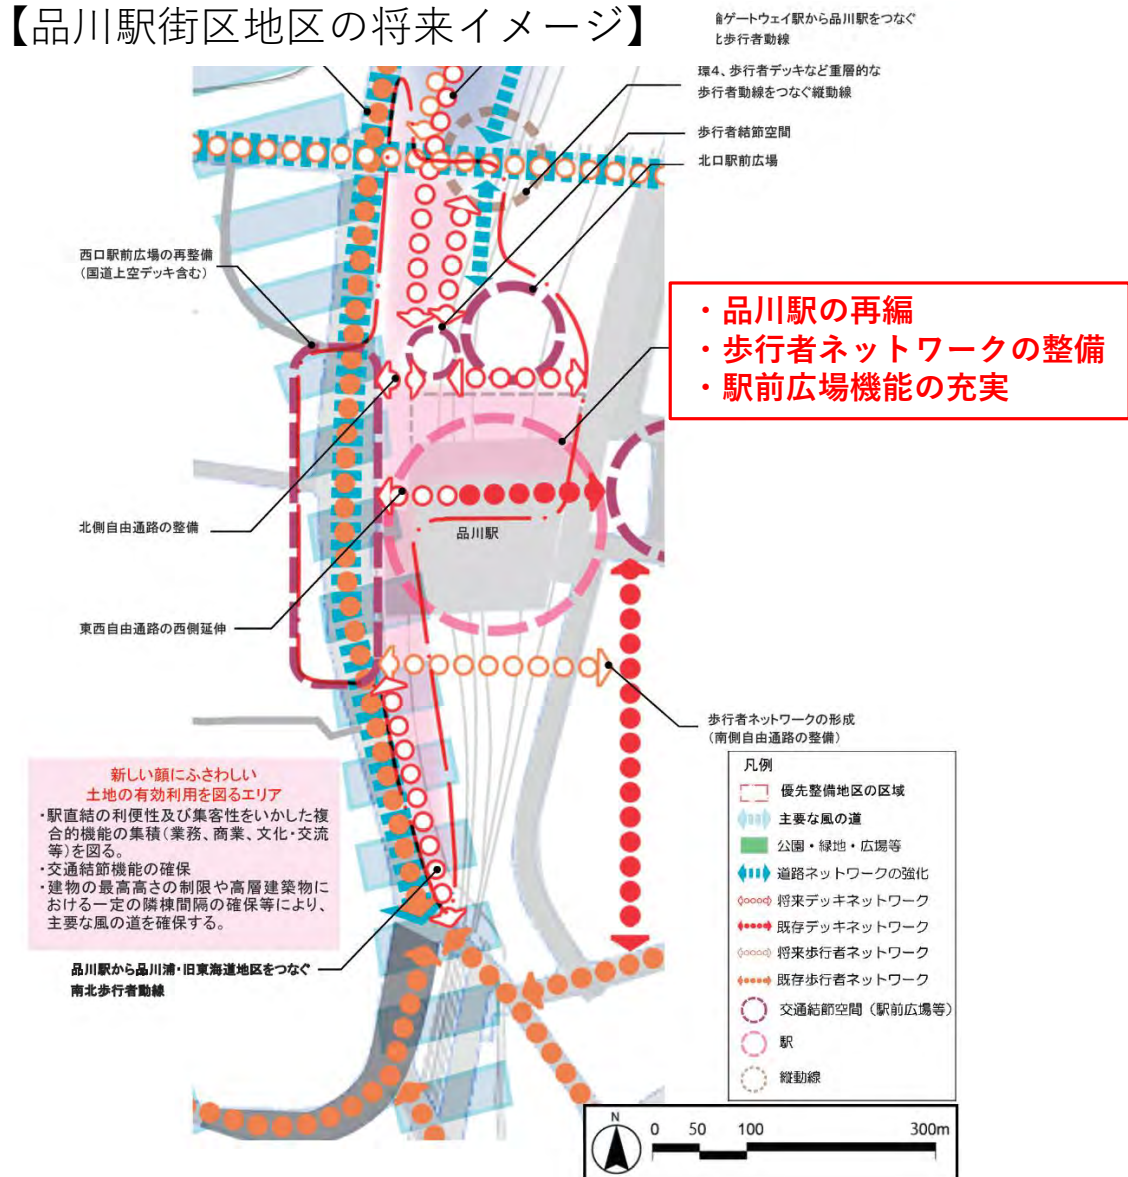 【品川駅街区地区の将来イメージ】
ゲートウェイ駅から品川駅をつなぐ
歩行者動線
環4、歩行者デッキなど重層的な
歩行者動線をつなぐ縦動線
歩行者結節空間
北口駅前広場
西口駅前広場の再整備
(国道上空デッキ含む)
・品川駅の再編
・歩行者ネットワークの整備
・駅前広場機能の充実
北側自由通路の整備
品川駅
東西自由通路の西側延伸
歩行者ネットワークの形成
(南側自由通路の整備)
新しい顔にふさわしい
土地の有効利用を図るエリア
・駅直結の利便性及び集客性をいかした複
合的機能の集積(業務、商業、文化・交流
等)を図る。
・交通結節機能の確保
・建物の最高高さの制限や高層建築物に
おける一定の隣棟間隔の確保等により、
主要な風の道を確保する。
品川駅から品川浦・旧東海道地区をつなぐ
南北歩行者動線
凡例
優先整備地区の区域
主要な風の道
公園・緑地・広場等
道路ネットワークの強化
将来デッキネットワーク
既存デッキネットワーク
将来歩行者ネットワーク
既存歩行者ネットワーク
交通結節空間（駅前広場等）
駅
縦動線
N
0 50 100 300m